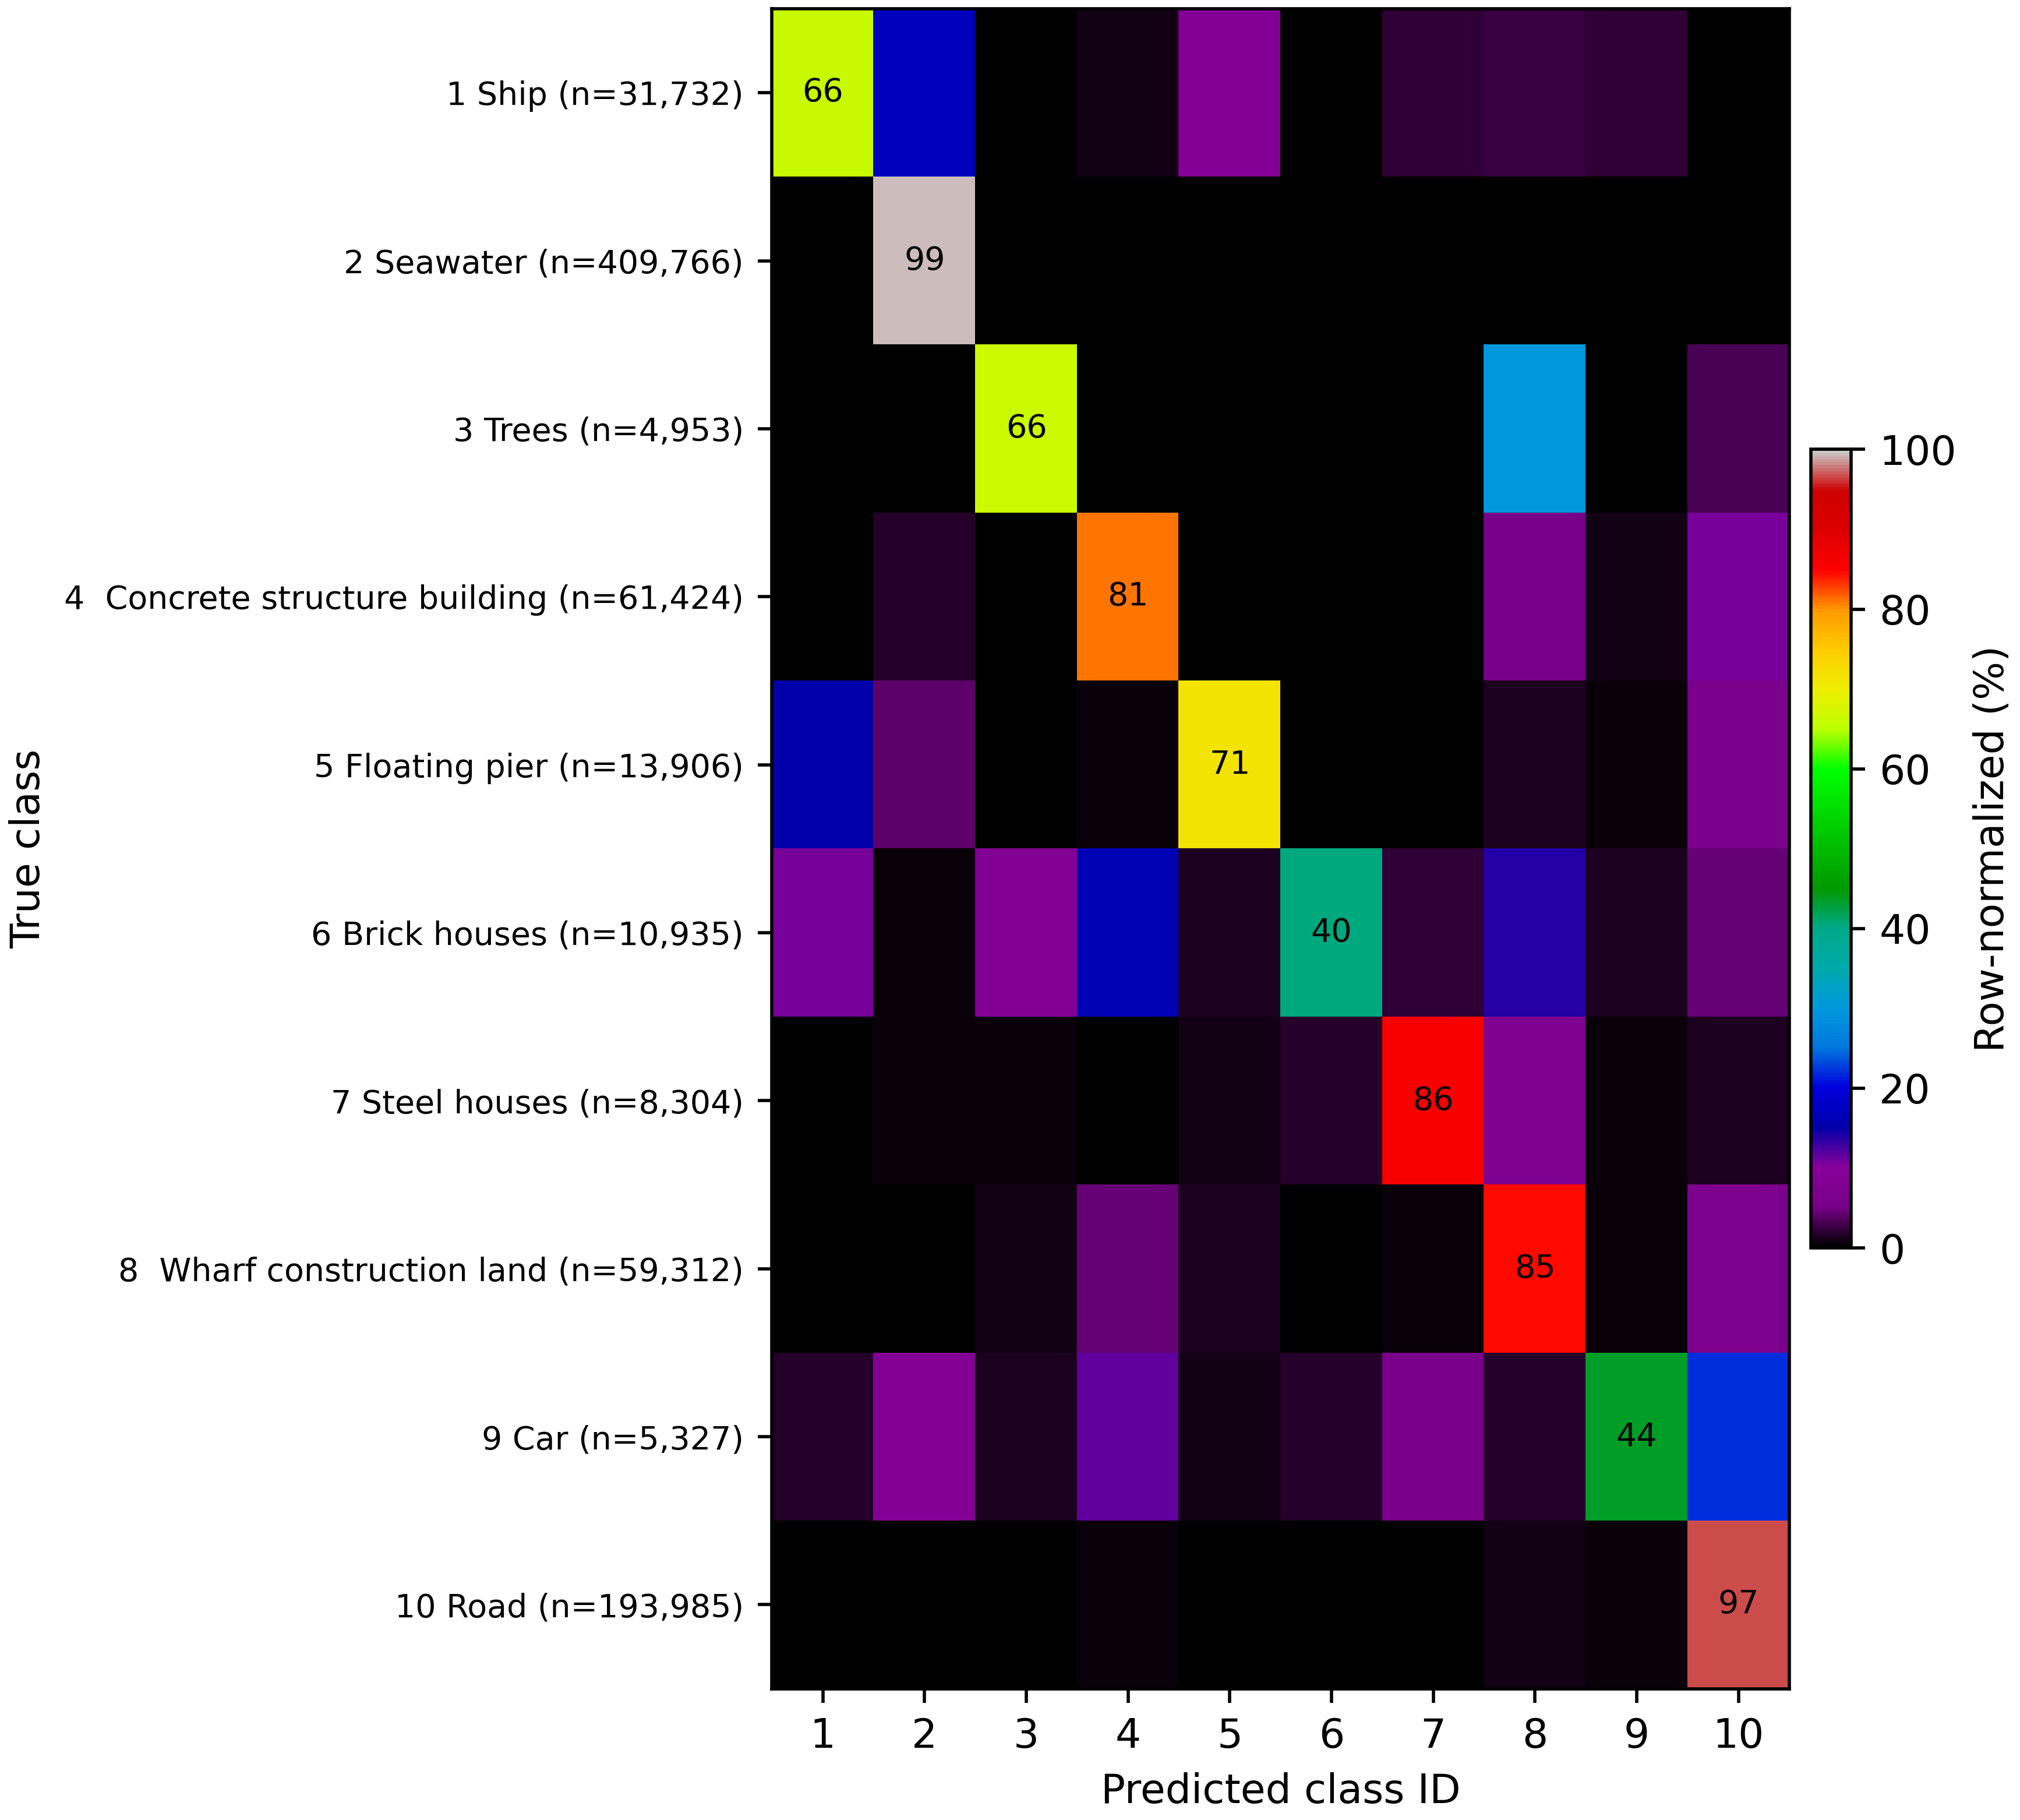 1 Ship (n=31,732)
66
2 Seawater (n=409,766)
99
3 Trees (n=4,953)
66
4  Concrete structure building (n=61,424)
81
5 Floating pier (n=13,906)
71
6 Brick houses (n=10,935)
40
7 Steel houses (n=8,304)
86
8  Wharf construction land (n=59,312)
85
9 Car (n=5,327)
44
10 Road (n=193,985)
97
True class
1 2 3 4 5 6 7 8 9 10
Predicted class ID
100
80
60
40
20
0
Row-normalized (%)